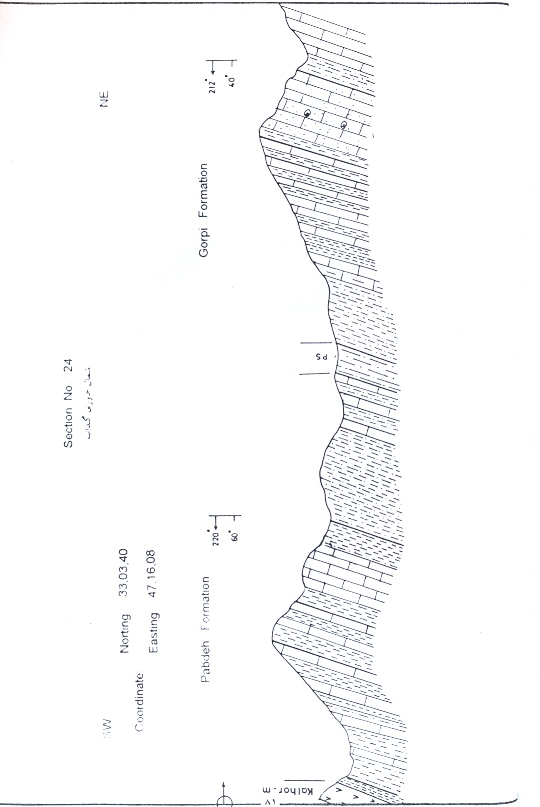 Section No 24
SW
NE
Coordinate Norting 33,03,40
Easting 47.16.08
Pabdeh Formation
Gorpi Formation
220°
60°
212°
40°
PS
Kalhor.m